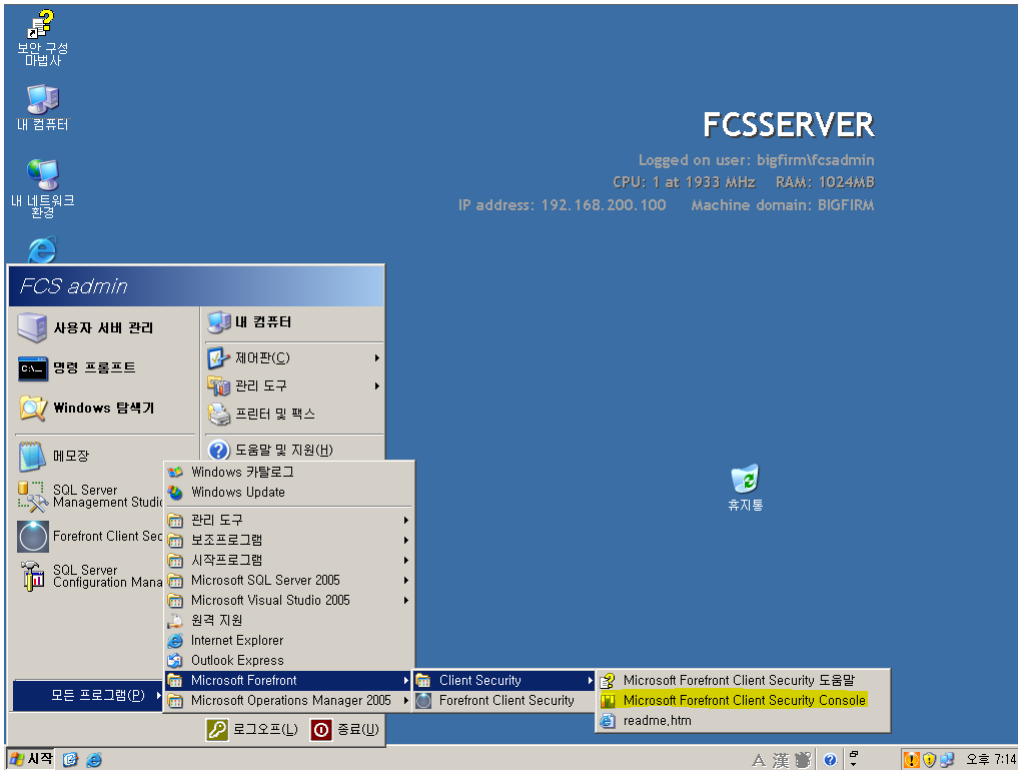 보안 구성
마법사
내 컴퓨터
내 네트워크
환경
FCSSERVER
Logged on user: bigfirm\fcsadmin
CPU: 1 at 1933 MHz RAM: 1024MB
IP address: 192.168.200.100 Machine domain: BIGFIRM
휴지통
FCS admin
사용자 서버 관리
명령 프롬프트
Windows 탐색기
메모장
SQL Server
Management Studio
Forefront Client Sec
SQL Server
Configuration Mana
모든 프로그램(P)
내 컴퓨터
제어판(C)
관리 도구
프린터 및 팩스
도움말 및 지원(H)
Windows 카탈로그
Windows Update
관리 도구
보조프로그램
시작프로그램
Microsoft SQL Server 2005
Microsoft Visual Studio 2005
원격 지원
Internet Explorer
Outlook Express
Microsoft Forefront
Microsoft Operations Manager 2005
Client Security
Forefront Client Security
Microsoft Forefront Client Security 도움말
Microsoft Forefront Client Security Console
readme.htm
로그오프(L)
종료(U)
시작
A 漢
오후 7:14